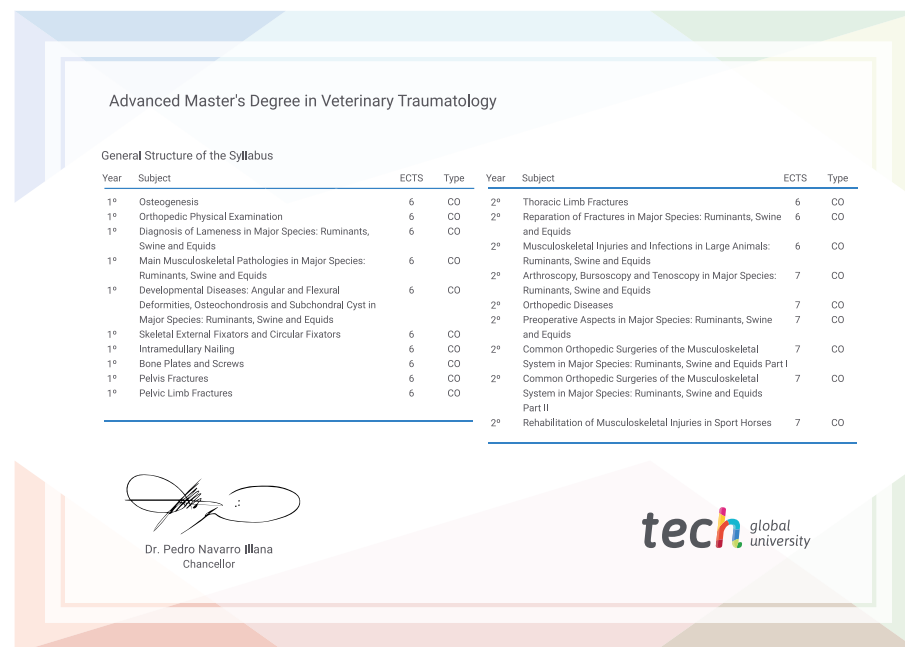 Advanced Master's Degree in Veterinary Traumatology
General Structure of the Syllabus
Year Subject ECTS Type
1º Osteogenesis 6 CO
1º Orthopedic Physical Examination 6 CO
1º Diagnosis of Lameness in Major Species: Ruminants, 6 CO
Swine and Equids
1º Main Musculoskeletal Pathologies in Major Species: 6 CO
Ruminants, Swine and Equids
1º Developmental Diseases: Angular and Flexural 6 CO
Deformities, Osteochondrosis and Subchondral Cyst in
Major Species: Ruminants, Swine and Equids
1º Skeletal External Fixators and Circular Fixators 6 CO
1º Intramedullary Nailing 6 CO
1º Bone Plates and Screws 6 CO
1º Pelvis Fractures 6 CO
1º Pelvic Limb Fractures 6 CO
Year Subject ECTS Type
2º Thoracic Limb Fractures 6 CO
2º Reparation of Fractures in Major Species: Ruminants, Swine 6 CO
and Equids
2º Musculoskeletal Injuries and Infections in Large Animals: 6 CO
Ruminants, Swine and Equids
2º Arthroscopy, Bursoscopy and Tenoscopy in Major Species: 7 CO
Ruminants, Swine and Equids
2º Orthopedic Diseases 7 CO
2º Preoperative Aspects in Major Species: Ruminants, Swine 7 CO
and Equids
2º Common Orthopedic Surgeries of the Musculoskeletal 7 CO
System in Major Species: Ruminants, Swine and Equids Part I
2º Common Orthopedic Surgeries of the Musculoskeletal 7 CO
System in Major Species: Ruminants, Swine and Equids
Part II
2º Rehabilitation of Musculoskeletal Injuries in Sport Horses 7 CO
Dr. Pedro Navarro Illana
Chancellor
tech global
university